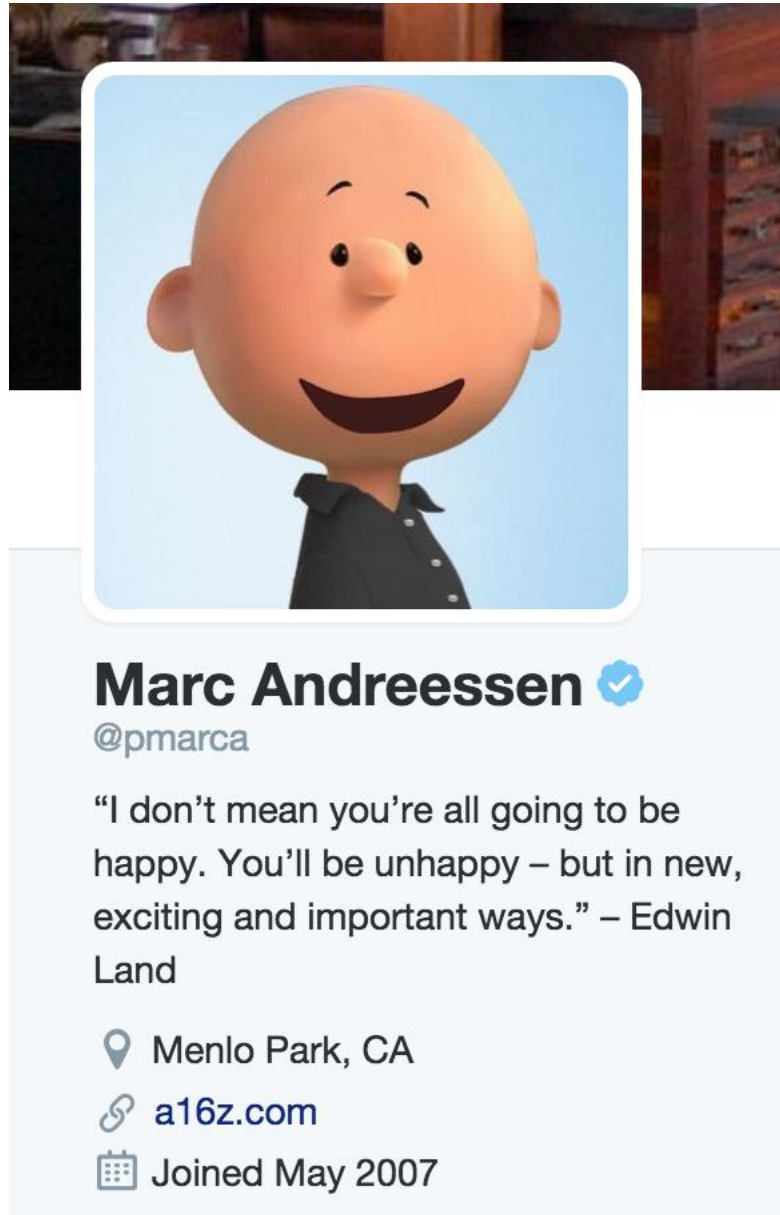 Marc Andreessen
@pmarca
“I don’t mean you’re all going to be
happy. You’ll be unhappy – but in new,
exciting and important ways.” – Edwin
Land
Menlo Park, CA
a16z.com
Joined May 2007